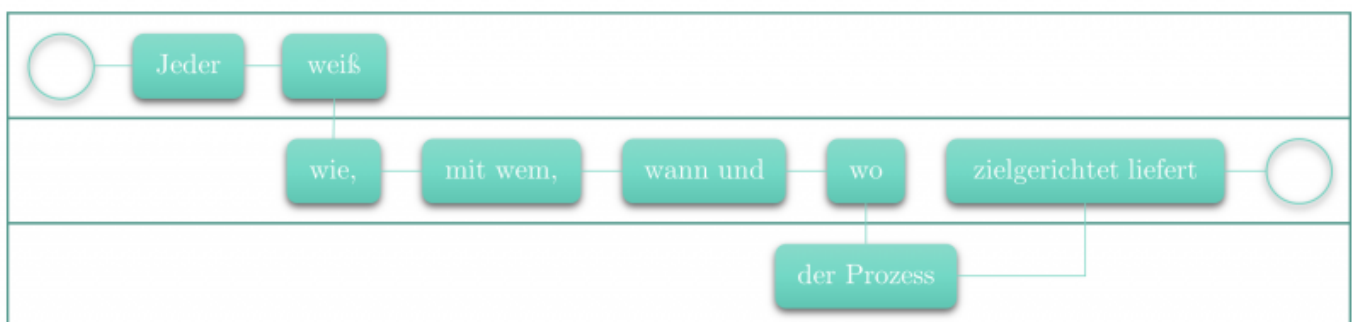 Jeder weiß
wie, mit wem, wann und wo zielgerichtet liefert
der Prozess